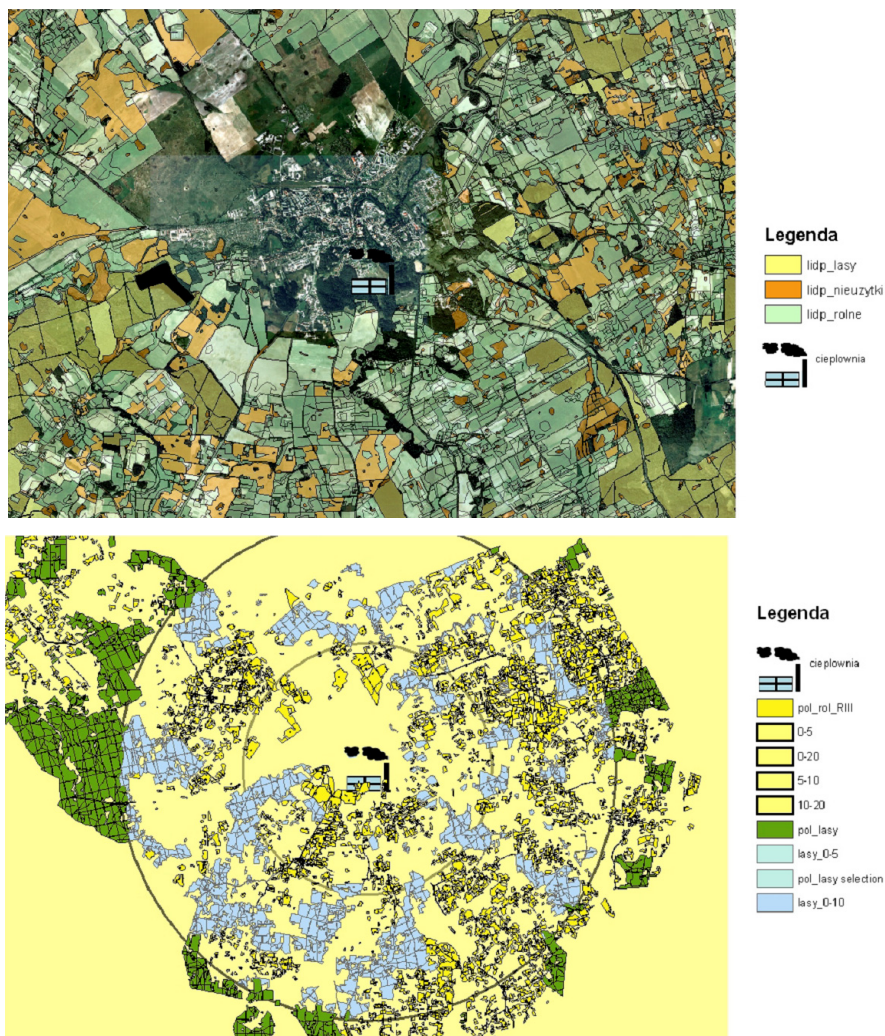 Legenda
lidp_lasy
lidp_nieuzytki
lidp_rolne
cieplownia
Legenda
cieplownia
pol_rol_RIII
0-5
0-20
5-10
10-20
pol_lasy
lasy_0-5
pol_lasy selection
lasy_0-10